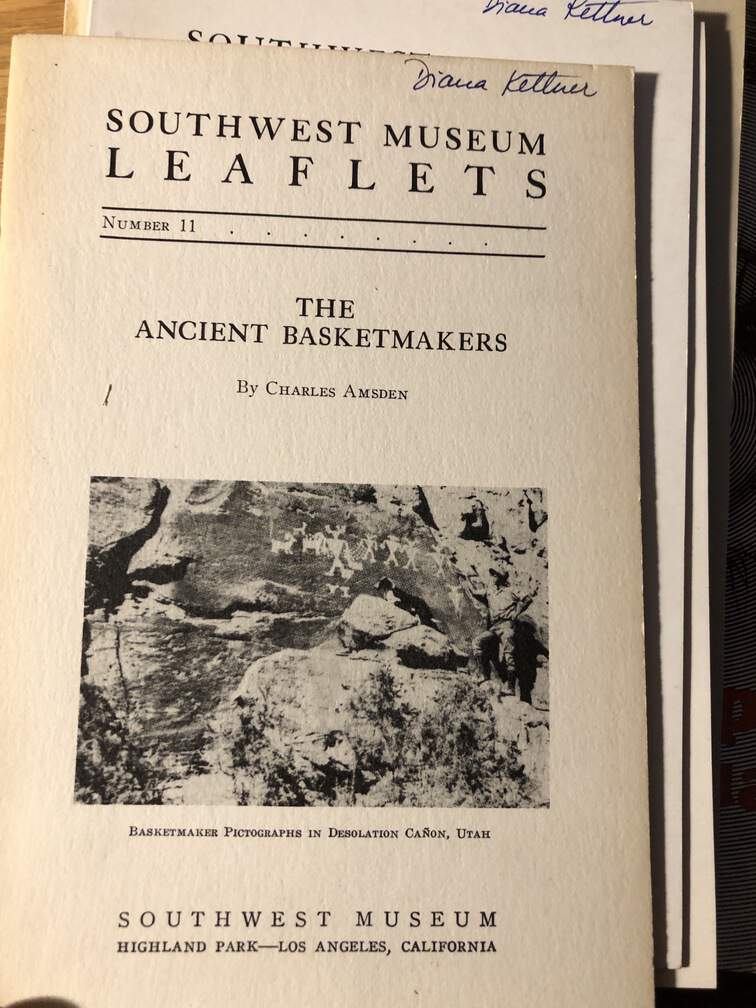 Diana Kettner
SOUTHWEST
Diana Kettner
SOUTHWEST MUSEUM
LEAFLETS
NUMBER 11 . . . . . . . .
THE
ANCIENT BASKETMAKERS
By CHARLES AMSDEN
BASKETMAKER PICTOGRAPHS IN DESOLATION CAÑON, UTAH
SOUTHWEST MUSEUM
HIGHLAND PARK—LOS ANGELES, CALIFORNIA